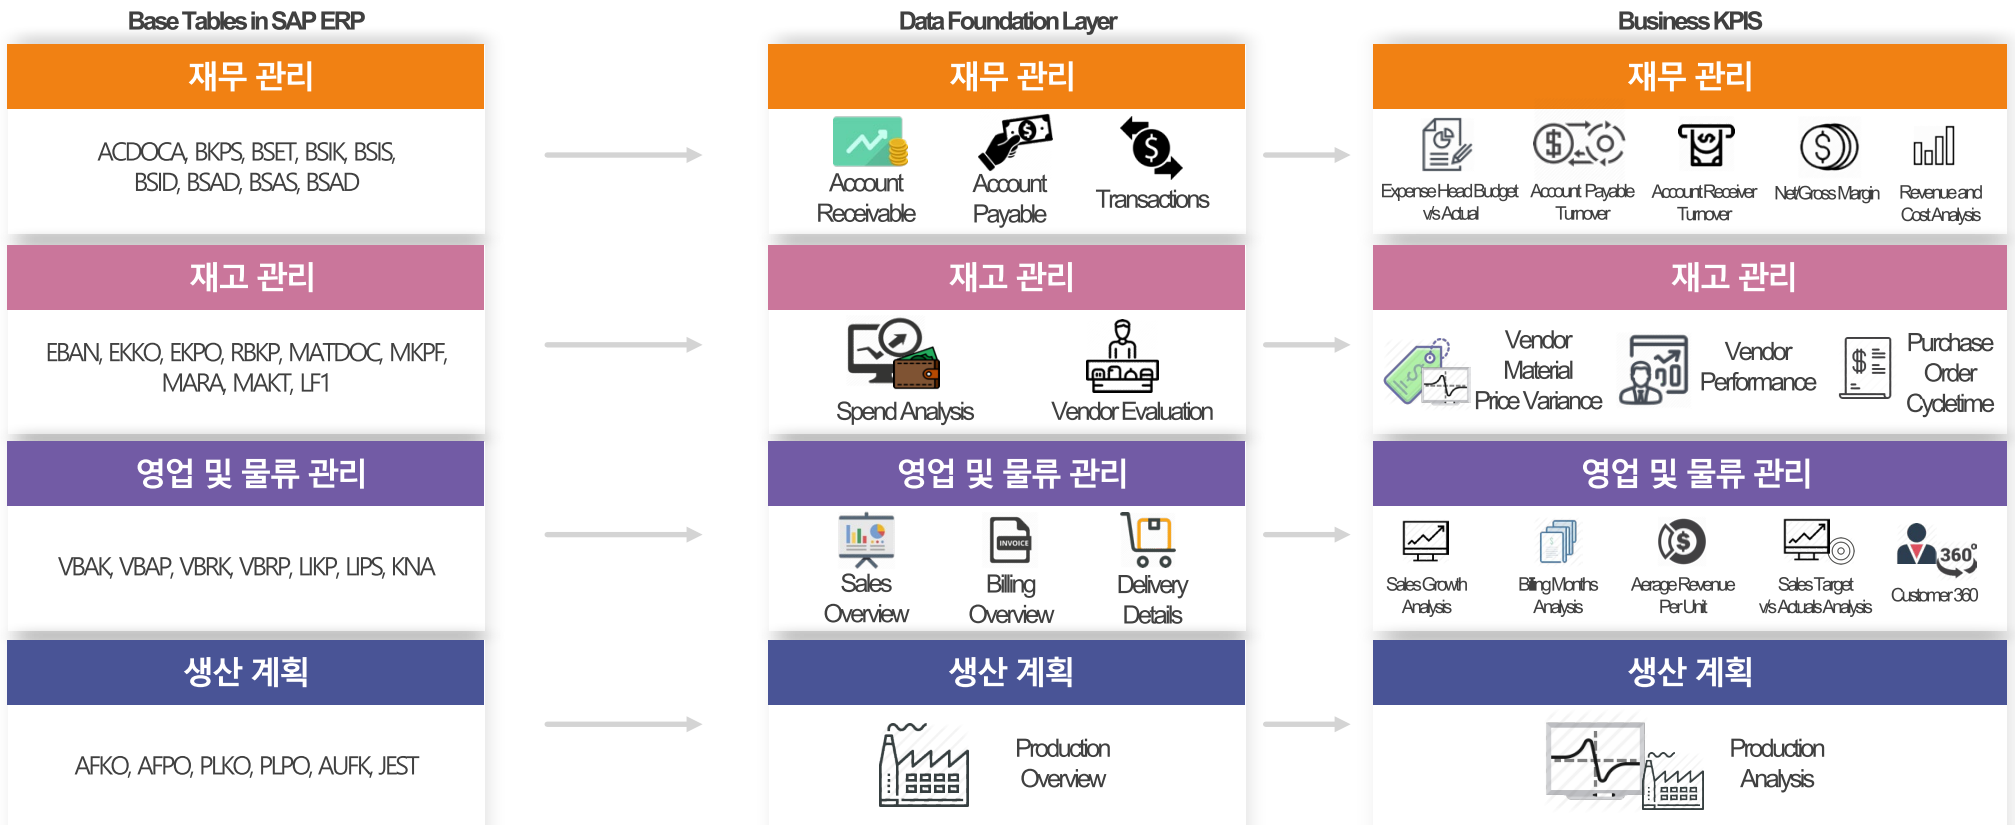 Base Tables in SAP ERP
Data Foundation Layer
Business KPIS
재무 관리
재무 관리
재무 관리
ACDOCA, BKPS, BSET, BSIK, BSIS,
BSID, BSAD, BSAS, BSAD
Account
Receivable
Account
Payable
Transactions
Expense Head Budget
v/s Actual
Account Payable
Turnover
Account Receiver
Turnover
Net/Gross Margin
Revenue and
Cost Analysis
재고 관리
재고 관리
재고 관리
EBAN, EKKO, EKPO, RBKP, MATDOC, MKPF,
MARA, MAKT, LF1
Spend Analysis
Vendor Evaluation
Vendor
Material
Price Variance
Vendor
Performance
Purchase
Order
Cycletime
영업 및 물류 관리
영업 및 물류 관리
영업 및 물류 관리
VBAK, VBAP, VBRK, VBRP, LIKP, LIPS, KNA
Sales
Overview
INVOICE
Billing
Overview
Delivery
Details
Sales Growth
Analysis
Billing Months
Analysis
Aerage Revenue
Per Unit
Sales Target
v/s Actuals Analysis
360°
Customer 360
생산 계획
생산 계획
생산 계획
AFKO, AFPO, PLKO, PLPO, AUFK, JEST
Production
Overview
Production
Analysis